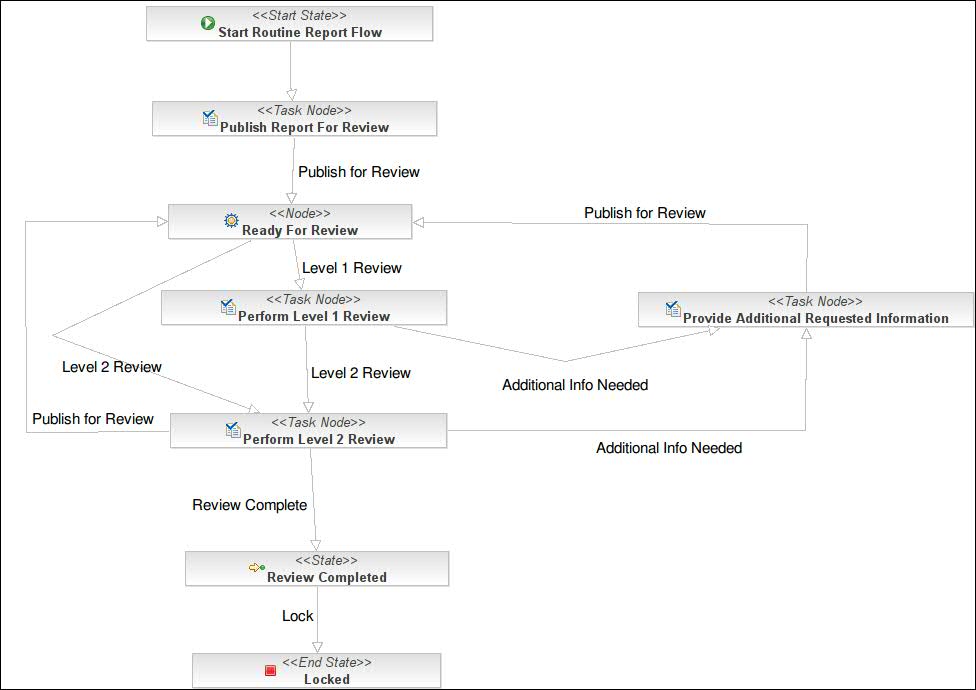 <<Start State>>
Start Routine Report Flow
<<Task Node>>
Publish Report For Review
Publish for Review
<<Node>>
Ready For Review
Publish for Review
Level 1 Review
<<Task Node>>
Perform Level 1 Review
<<Task Node>>
Provide Additional Requested Information
Level 2 Review
Level 2 Review
Additional Info Needed
Publish for Review
<<Task Node>>
Perform Level 2 Review
Additional Info Needed
Review Complete
<<State>>
Review Completed
Lock
<<End State>>
Locked